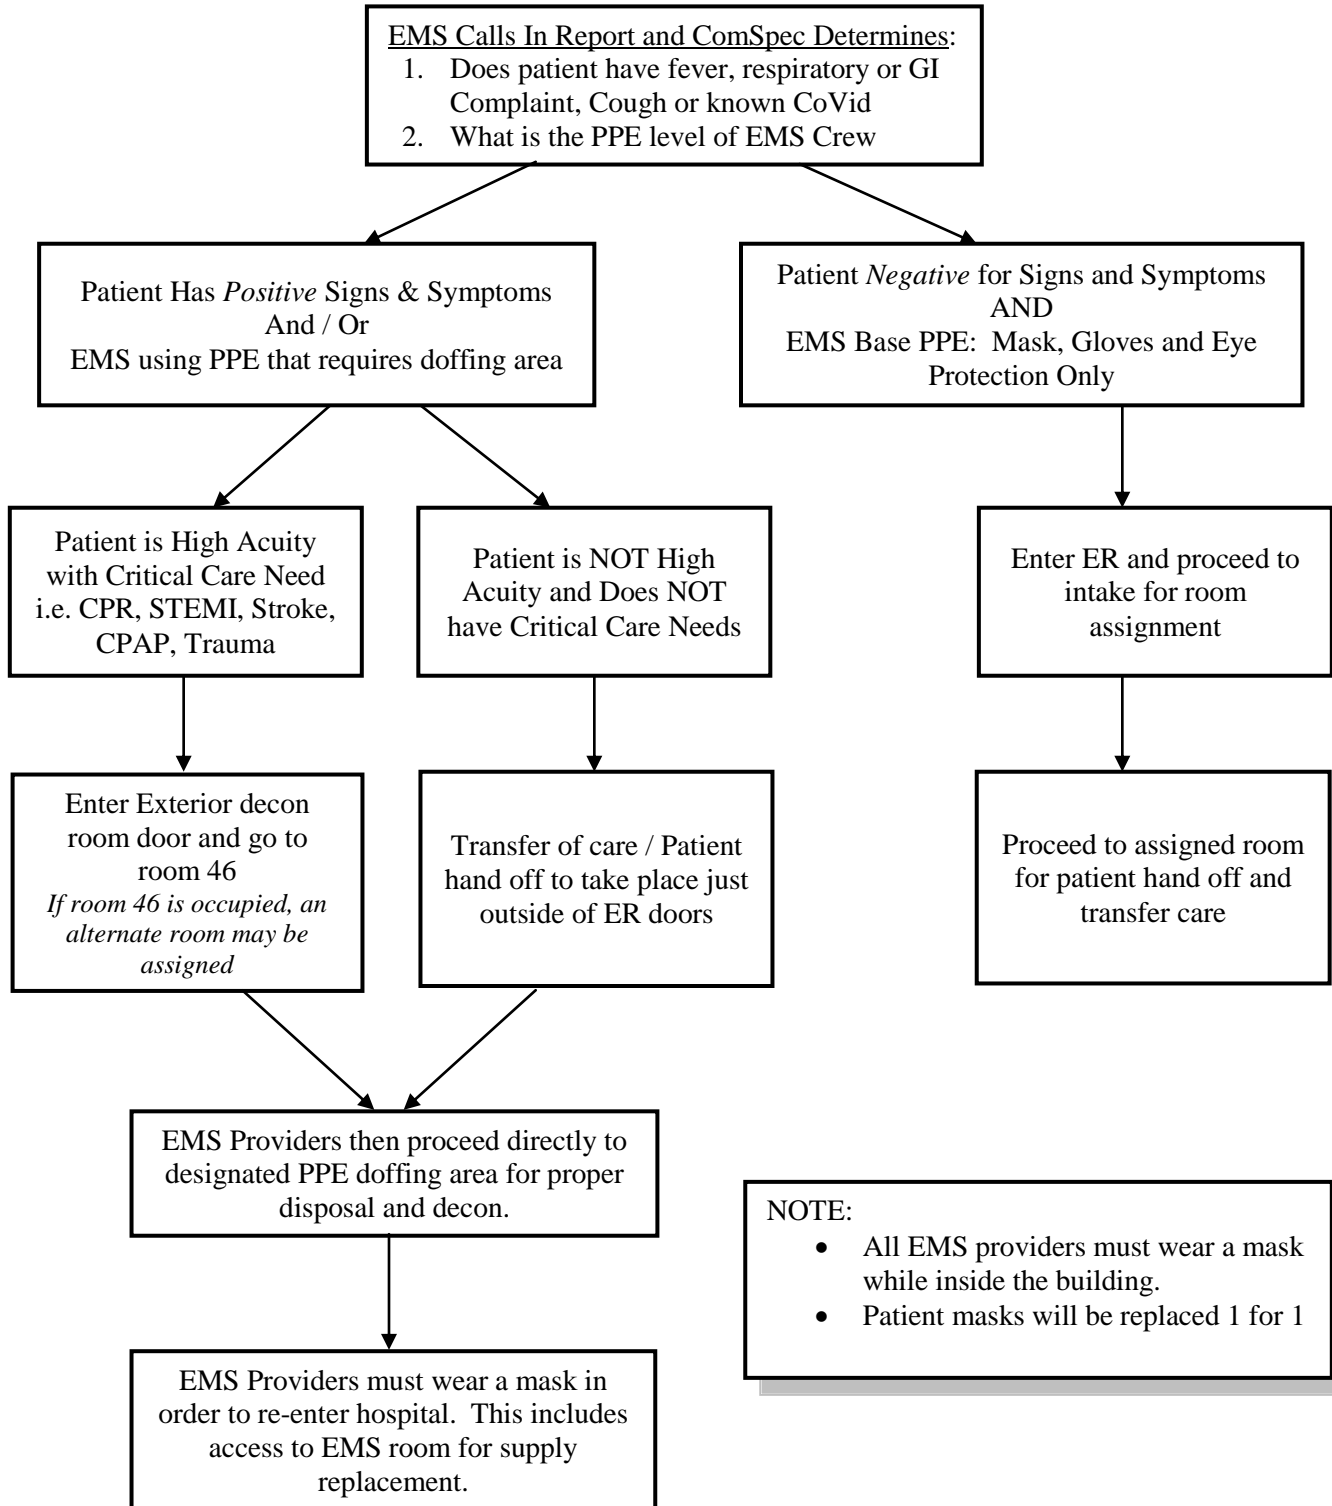 EMS Calls In Report and ComSpec Determines:
1. Does patient have fever, respiratory or GI
Complaint, Cough or known CoVid
2. What is the PPE level of EMS Crew
Patient Has Positive Signs & Symptoms
And / Or
EMS using PPE that requires doffing area
Patient Negative for Signs and Symptoms
AND
EMS Base PPE: Mask, Gloves and Eye
Protection Only
Patient is High Acuity
with Critical Care Need
i.e. CPR, STEMI, Stroke,
CPAP, Trauma
Patient is NOT High
Acuity and Does NOT
have Critical Care Needs
Enter ER and proceed to
intake for room
assignment
Enter Exterior decon
room door and go to
room 46
If room 46 is occupied, an
alternate room may be
assigned
Transfer of care / Patient
hand off to take place just
outside of ER doors
Proceed to assigned room
for patient hand off and
transfer care
EMS Providers then proceed directly to
designated PPE doffing area for proper
disposal and decon.
NOTE:
• All EMS providers must wear a mask
while inside the building.
• Patient masks will be replaced 1 for 1
EMS Providers must wear a mask in
order to re-enter hospital. This includes
access to EMS room for supply
replacement.